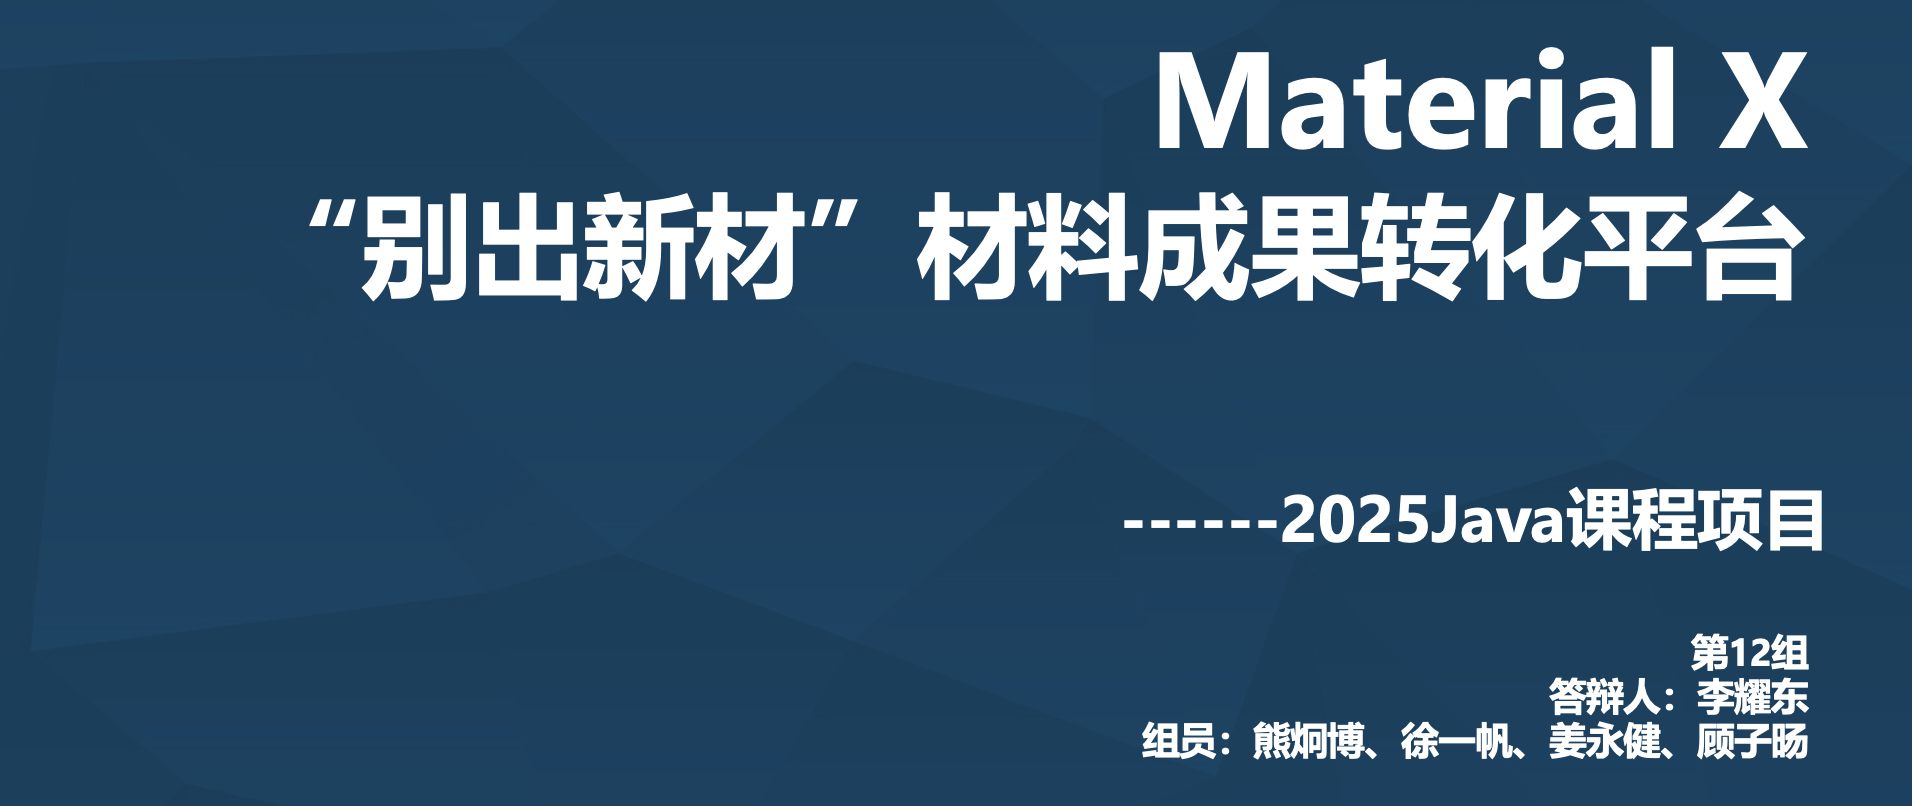 Material X
“别出新材”材料成果转化平台
------2025Java课程项目
第12组
答辩人：李耀东
组员：熊炯博、徐一帆、姜永健、顾子旸